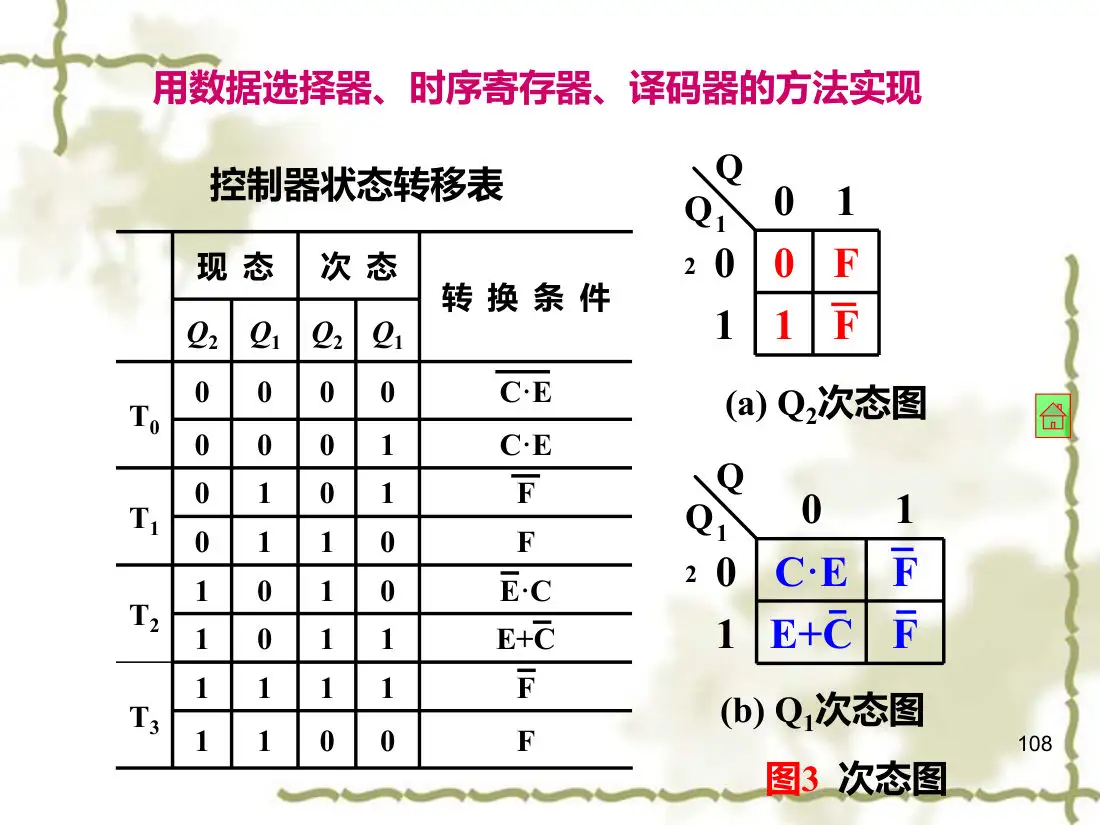 用数据选择器、时序寄存器、译码器的方法实现
控制器状态转移表
现 态 次 态 转 换 条 件
Q₂ Q₁ Q₂ Q₁
T₀ 0 0 0 0 C̅·̅E̅
0 0 0 1 C·E
T₁ 0 1 0 1 F̅
0 1 1 0 F
T₂ 1 0 1 0 E̅·C
1 0 1 1 E+C̅
T₃ 1 1 1 1 F̅
1 1 0 0 F
Q
Q₁ 0 1
2 0 0 F
1 1 F̅
(a) Q₂次态图
Q
Q₁ 0 1
2 0 C·E F̅
1 E+C̅ F̅
(b) Q₁次态图
图3 次态图
108